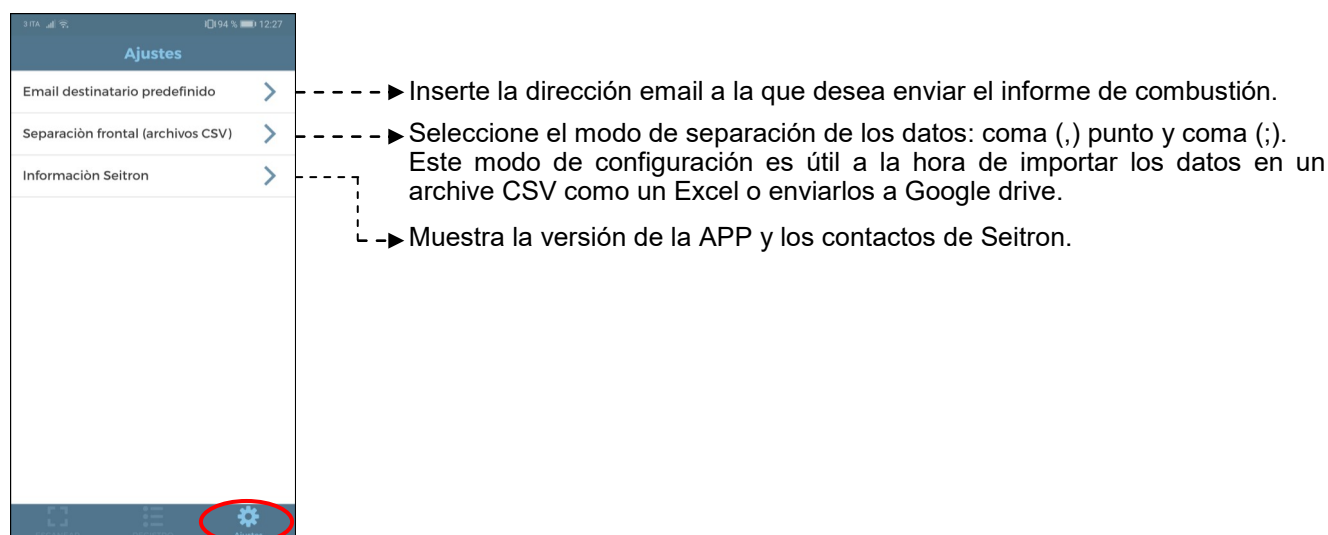 3 ITA 94 % 12:27
Ajustes
Email destinatario predefinido
Separaciòn frontal (archivos CSV)
Informaciòn Seitron
Inserte la dirección email a la que desea enviar el informe de combustión.
Seleccione el modo de separación de los datos: coma (,) punto y coma (;).
Este modo de configuración es útil a la hora de importar los datos en un
archive CSV como un Excel o enviarlos a Google drive.
Muestra la versión de la APP y los contactos de Seitron.